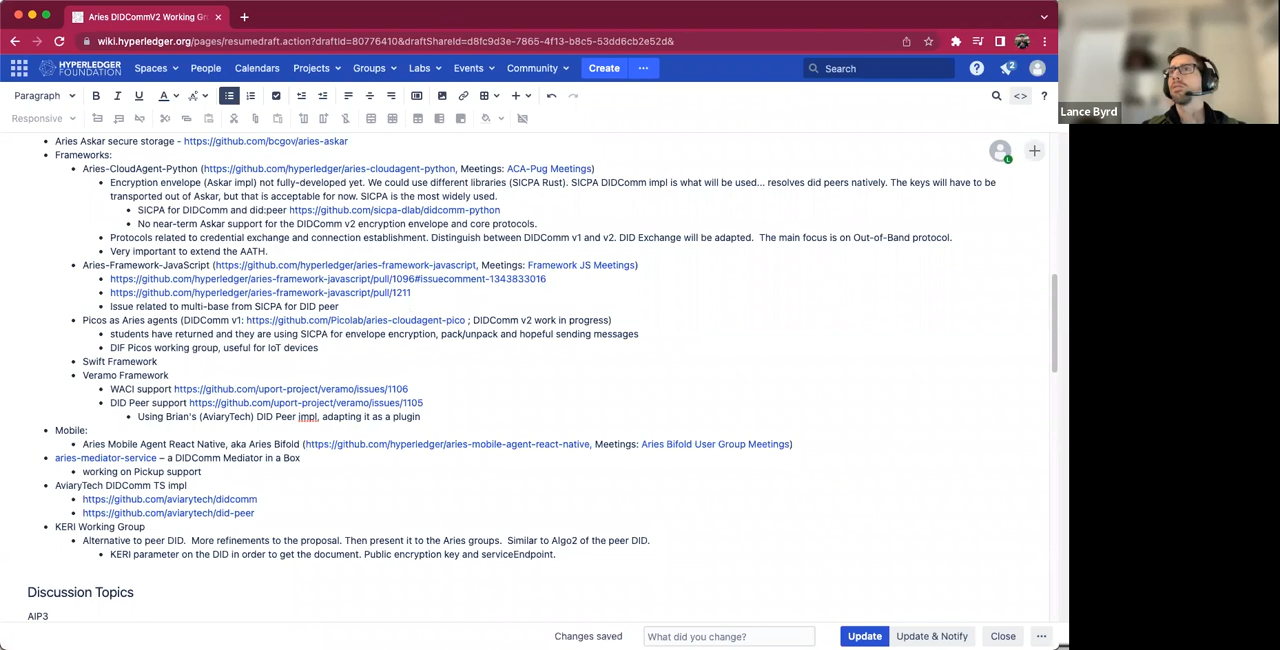 Aries DIDCommV2 Working Gr
wiki.hyperledger.org/pages/resumedraft.action?draftId=80776410&draftShareId=d8fc9d3e-7865-4f13-b8c5-53dd6cb2e52d&
HYPERLEDGER FOUNDATION Spaces People Calendars Projects Groups Labs Events Community Create ... Search 2
Paragraph B I U A
Responsive
Lance Byrd
Aries Askar secure storage - https://github.com/bcgov/aries-askar
Frameworks:
Aries-CloudAgent-Python (https://github.com/hyperledger/aries-cloudagent-python, Meetings: ACA-Pug Meetings)
Encryption envelope (Askar impl) not fully-developed yet. We could use different libraries (SICPA Rust). SICPA DIDComm impl is what will be used... resolves did peers natively. The keys will have to
transported out of Askar, but that is acceptable for now. SICPA is the most widely used.
SICPA for DIDComm and did:peer https://github.com/sicpa-dlab/didcomm-python
No near-term Askar support for the DIDComm v2 encryption envelope and core protocols.
Protocols related to credential exchange and connection establishment. Distinguish between DIDComm v1 and v2. DID Exchange will be adapted. The main focus is on Out-of-Band protocol.
Very important to extend the AATH.
Aries-Framework-JavaScript (https://github.com/hyperledger/aries-framework-javascript, Meetings: Framework JS Meetings)
https://github.com/hyperledger/aries-framework-javascript/pull/1096#issuecomment-1343833016
https://github.com/hyperledger/aries-framework-javascript/pull/1211
Issue related to multi-base from SICPA for DID peer
Picos as Aries agents (DIDComm v1: https://github.com/Picolab/aries-cloudagent-pico ; DIDComm v2 work in progress)
students have returned and they are using SICPA for envelope encryption, pack/unpack and hopeful sending messages
DIF Picos working group, useful for IoT devices
Swift Framework
Veramo Framework
WACI support https://github.com/uport-project/veramo/issues/1106
DID Peer support https://github.com/uport-project/veramo/issues/1105
Using Brian's (AviaryTech) DID Peer impl, adapting it as a plugin
Mobile:
Aries Mobile Agent React Native, aka Aries Bifold (https://github.com/hyperledger/aries-mobile-agent-react-native, Meetings: Aries Bifold User Group Meetings)
aries-mediator-service – a DIDComm Mediator in a Box
working on Pickup support
AviaryTech DIDComm TS impl
https://github.com/aviarytech/didcomm
https://github.com/aviarytech/did-peer
KERI Working Group
Alternative to peer DID. More refinements to the proposal. Then present it to the Aries groups. Similar to Algo2 of the peer DID.
KERI parameter on the DID in order to get the document. Public encryption key and serviceEndpoint.
Discussion Topics
AIP3
Changes saved What did you change? Update Update & Notify Close ...